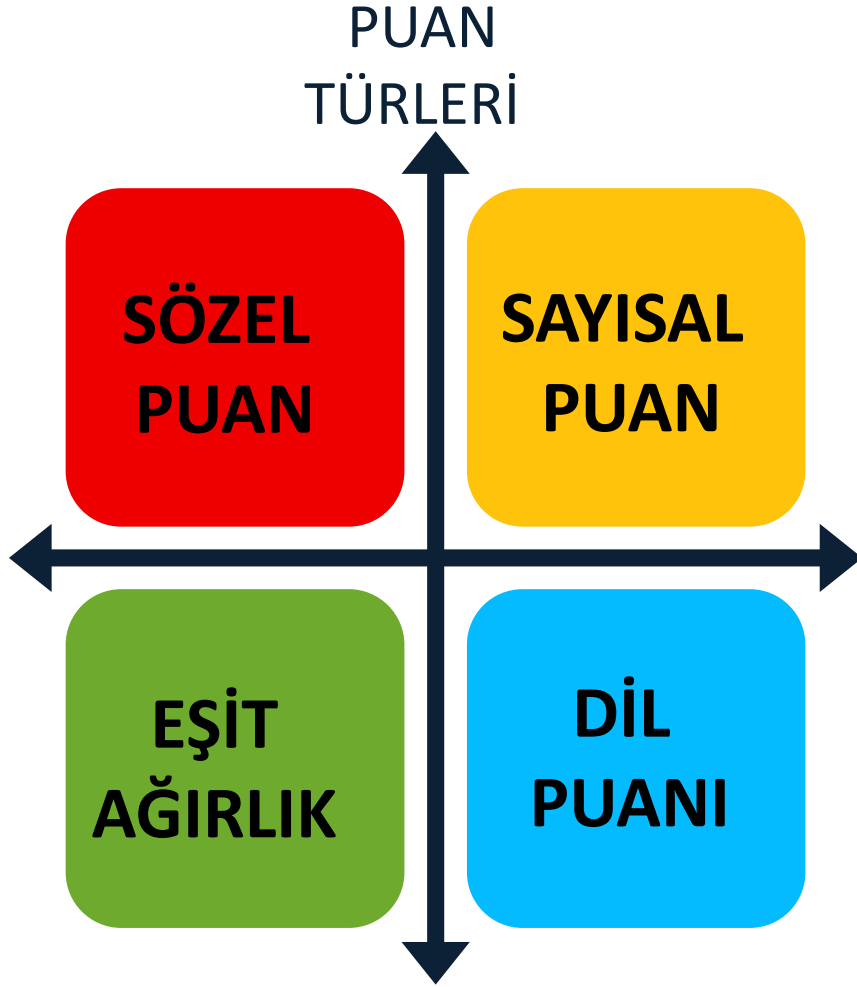 PUAN
TÜRLERİ
SÖZEL
PUAN
SAYISAL
PUAN
EŞİT
AĞIRLIK
DİL
PUANI